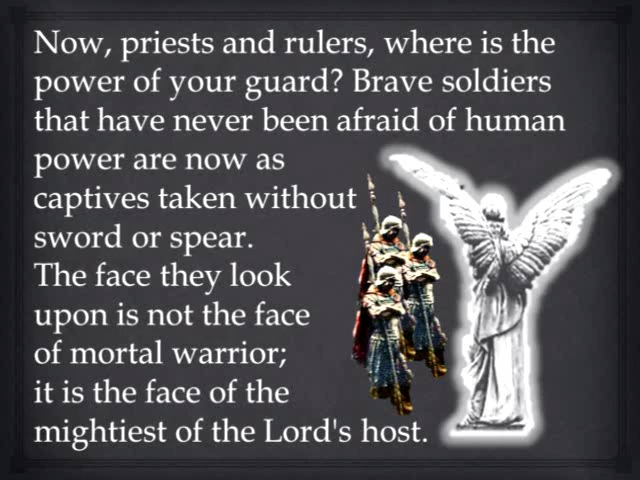 Now, priests and rulers, where is the
power of your guard? Brave soldiers
that have never been afraid of human
power are now as
captives taken without
sword or spear.
The face they look
upon is not the face
of mortal warrior;
it is the face of the
mightiest of the Lord's host.